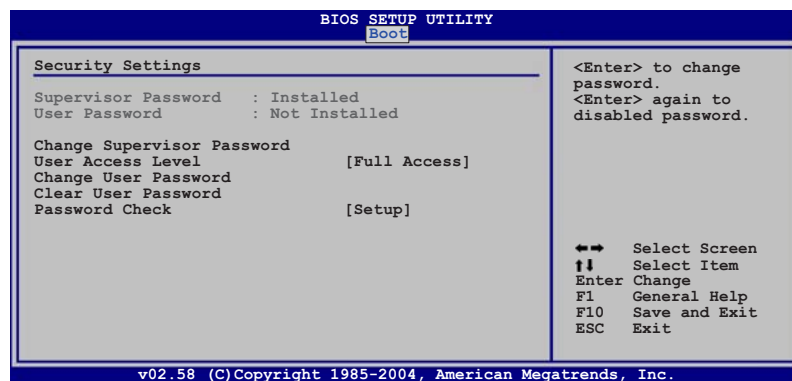 BIOS SETUP UTILITY
Boot
Security Settings
Supervisor Password : Installed
User Password : Not Installed
Change Supervisor Password
User Access Level [Full Access]
Change User Password
Clear User Password
Password Check [Setup]
<Enter> to change
password.
<Enter> again to
disabled password.
Select Screen
Select Item
Enter Change
F1 General Help
F10 Save and Exit
ESC Exit
v02.58 (C)Copyright 1985-2004, American Megatrends, Inc.